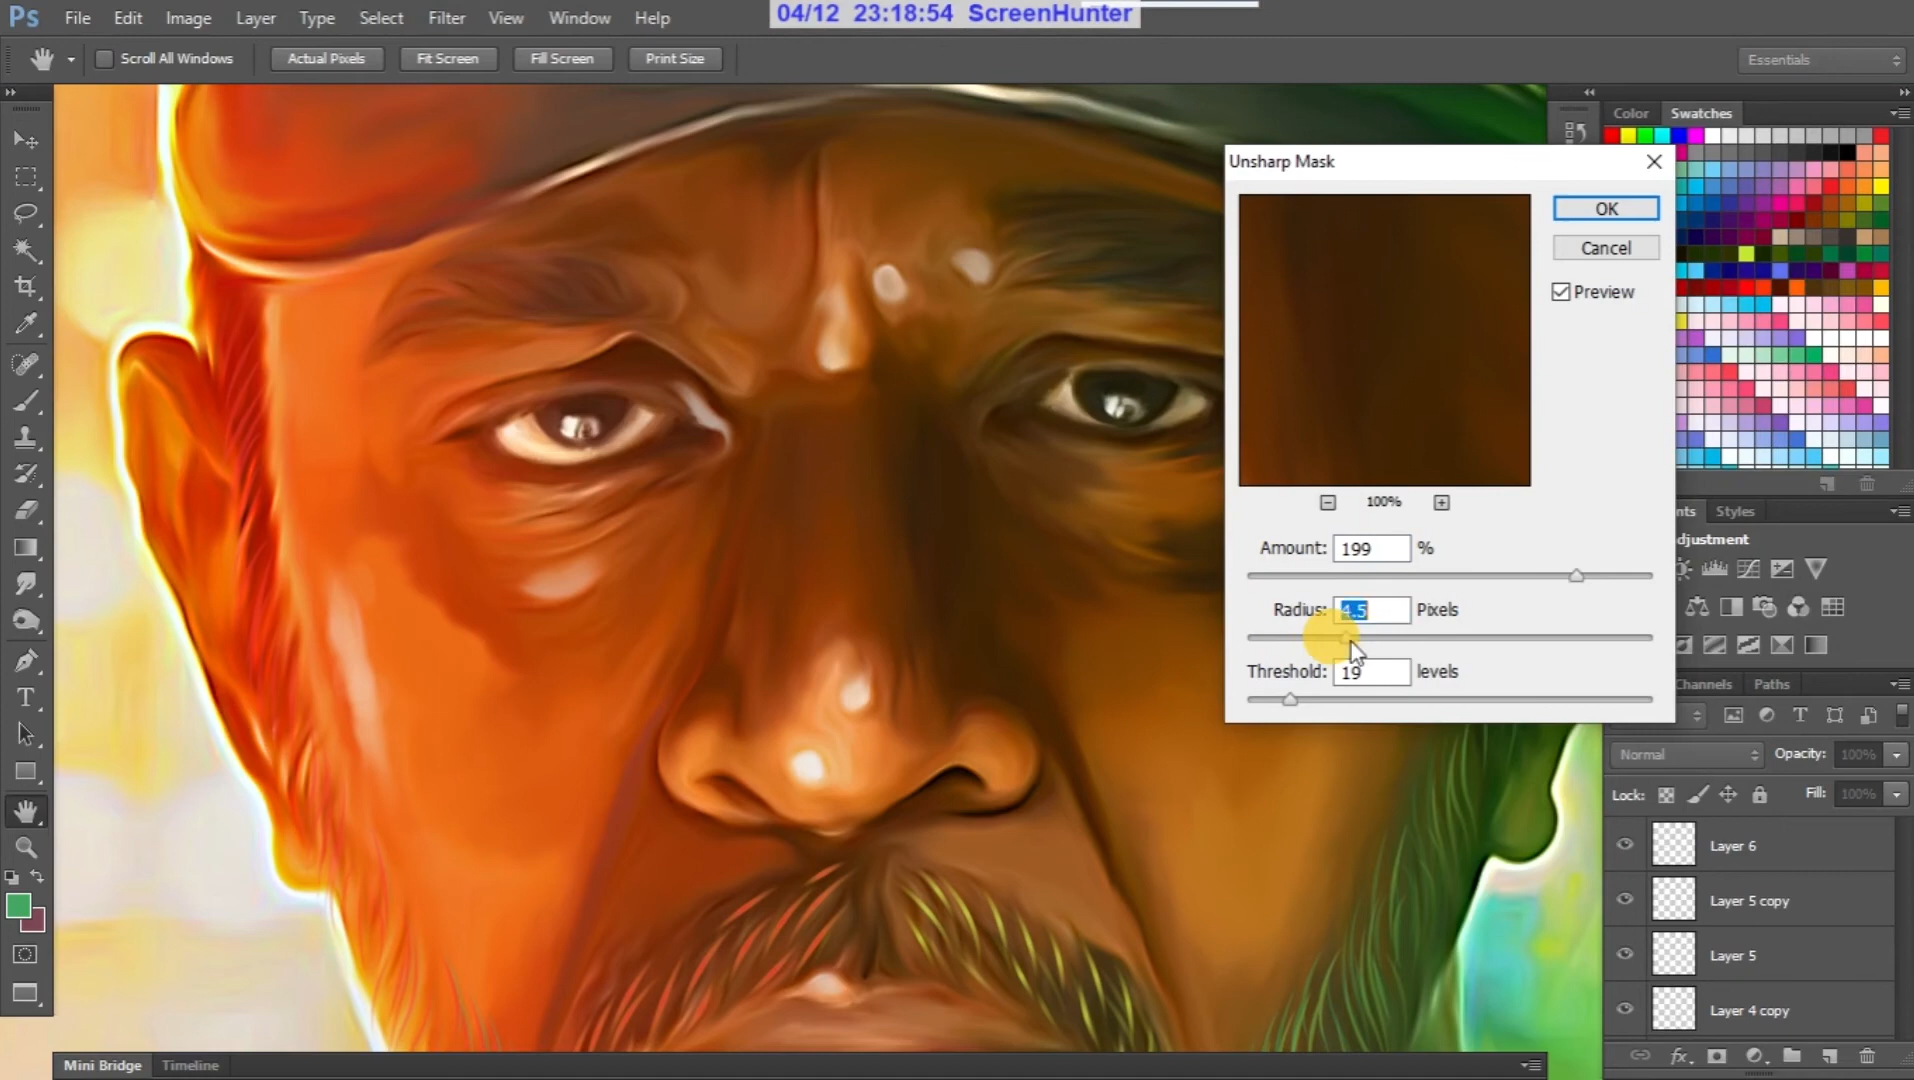 Ps File Edit Image Layer Type Select Filter View Window Help
04/12 23:18:54 ScreenHunter
Scroll All Windows Actual Pixels Fit Screen Fill Screen Print Size Essentials
Color Swatches
Unsharp Mask
OK
Cancel
Preview
100%
Amount: 199 %
Radius: 4.5 Pixels
Threshold: 19 levels
nts Styles
djustment
Channels Paths
Normal Opacity: 100%
Lock: Fill: 100%
Layer 6
Layer 5 copy
Layer 5
Layer 4 copy
fx
Mini Bridge Timeline